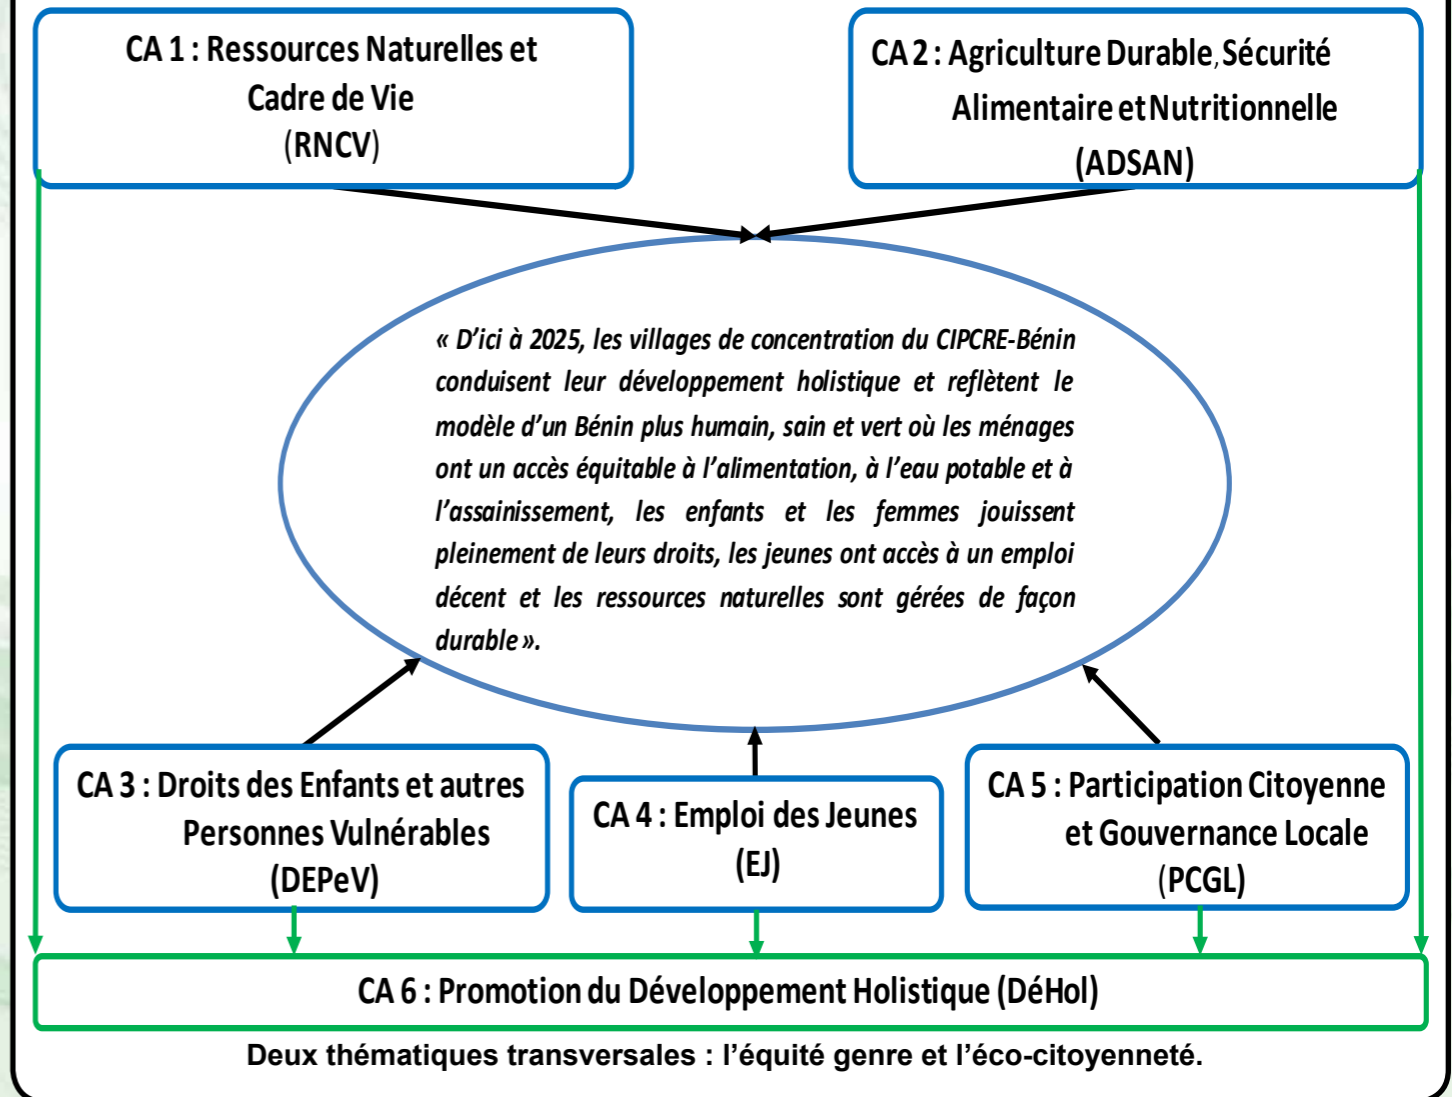 CA 1 : Ressources Naturelles et
Cadre de Vie
(RNCV)
CA 2 : Agriculture Durable, Sécurité
Alimentaire et Nutritionnelle
(ADSAN)
« D’ici à 2025, les villages de concentration du CIPCRE-Bénin
conduisent leur développement holistique et reflètent le
modèle d’un Bénin plus humain, sain et vert où les ménages
ont un accès équitable à l’alimentation, à l’eau potable et à
l’assainissement, les enfants et les femmes jouissent
pleinement de leurs droits, les jeunes ont accès à un emploi
décent et les ressources naturelles sont gérées de façon
durable ».
CA 3 : Droits des Enfants et autres
Personnes Vulnérables
(DEPeV)
CA 4 : Emploi des Jeunes
(EJ)
CA 5 : Participation Citoyenne
et Gouvernance Locale
(PCGL)
CA 6 : Promotion du Développement Holistique (DéHol)
Deux thématiques transversales : l’équité genre et l’éco-citoyenneté.